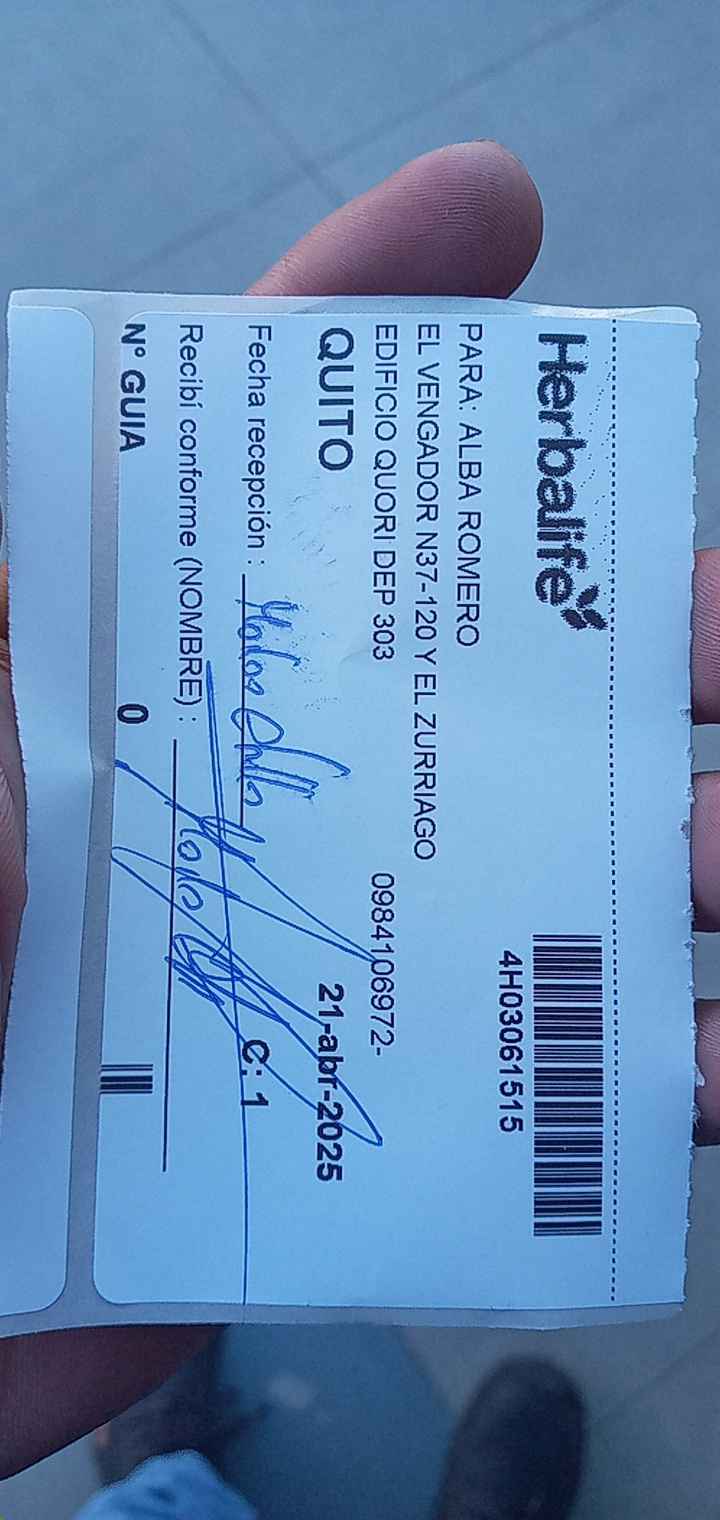 Herbalife
4H03061515
PARA: ALBA ROMERO
EL VENGADOR N37-120 Y EL ZURRIAGO
EDIFICIO QUORI DEP 303 0984106972-
QUITO 21-abr-2025
Fecha recepción : C: 1
Recibí conforme (NOMBRE) :
N° GUIA 0